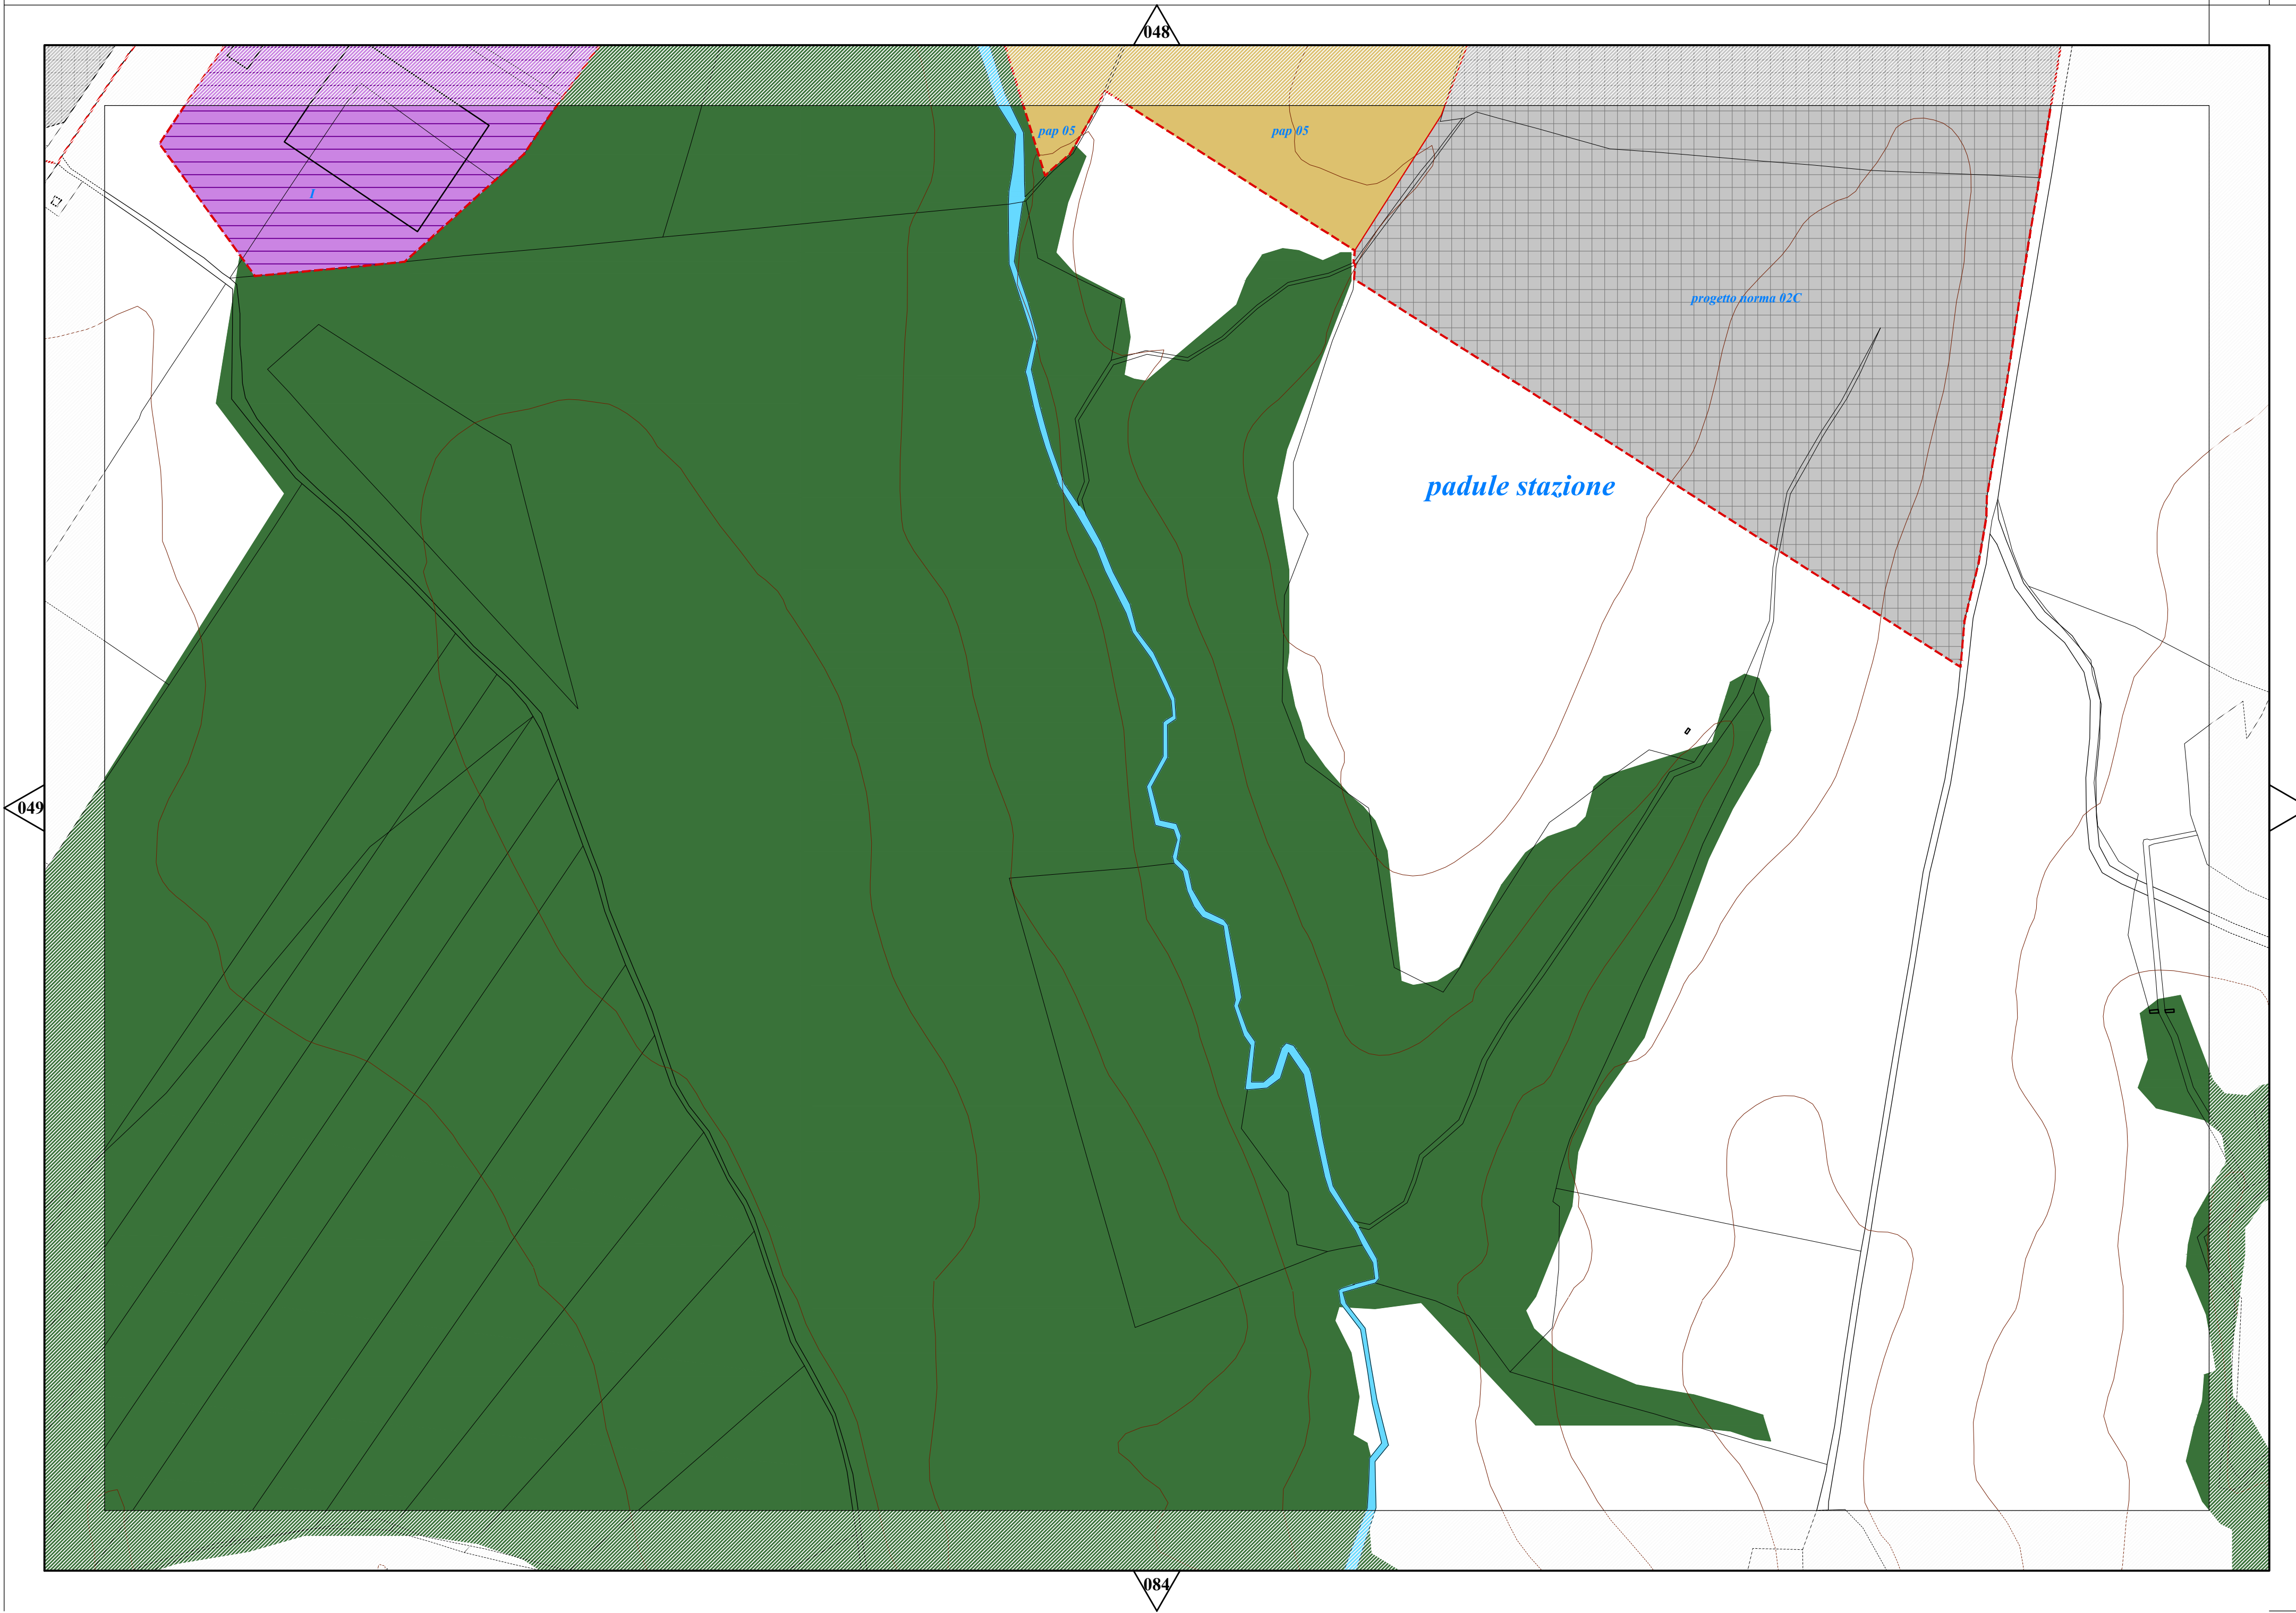 048
pap 05
pap 05
I
progetto norma 02C
padule stazione
049
084